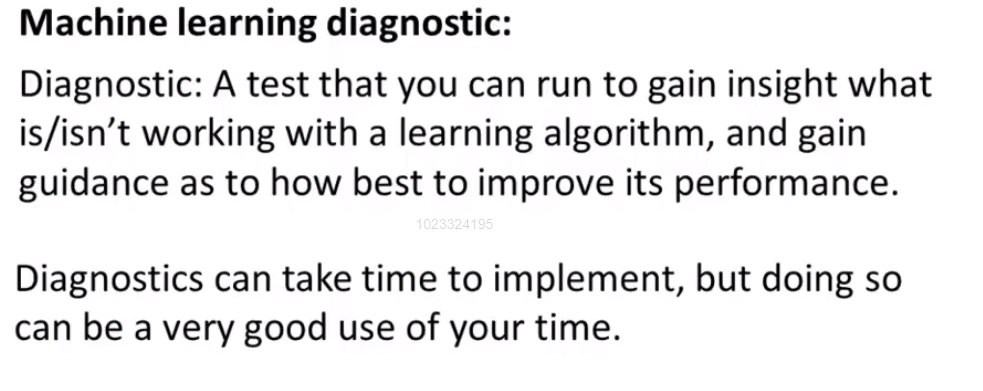 Machine learning diagnostic:
Diagnostic: A test that you can run to gain insight what
is/isn't working with a learning algorithm, and gain
guidance as to how best to improve its performance.
1023324195
Diagnostics can take time to implement, but doing so
can be a very good use of your time.